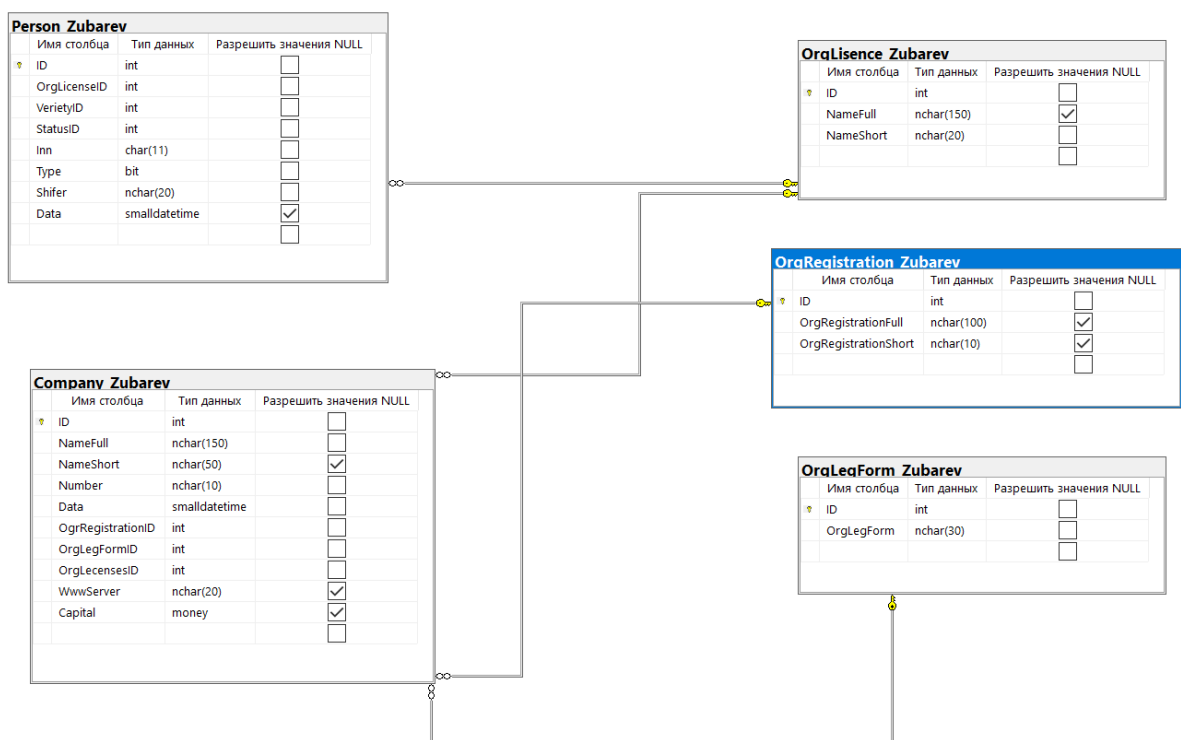 Person_Zubarev
Имя столбца Тип данных Разрешить значения NULL
ID int
OrgLicenseID int
VerietyID int
StatusID int
Inn char(11)
Type bit
Shifer nchar(20)
Data smalldatetime
OrgLisence_Zubarev
Имя столбца Тип данных Разрешить значения NULL
ID int
NameFull nchar(150)
NameShort nchar(20)
OrgRegistration_Zubarev
Имя столбца Тип данных Разрешить значения NULL
ID int
OrgRegistrationFull nchar(100)
OrgRegistrationShort nchar(10)
Company_Zubarev
Имя столбца Тип данных Разрешить значения NULL
ID int
NameFull nchar(150)
NameShort nchar(50)
Number nchar(10)
Data smalldatetime
OgrRegistrationID int
OrgLegFormID int
OrgLecensesID int
WwwServer nchar(20)
Capital money
OrgLegForm_Zubarev
Имя столбца Тип данных Разрешить значения NULL
ID int
OrgLegForm nchar(30)